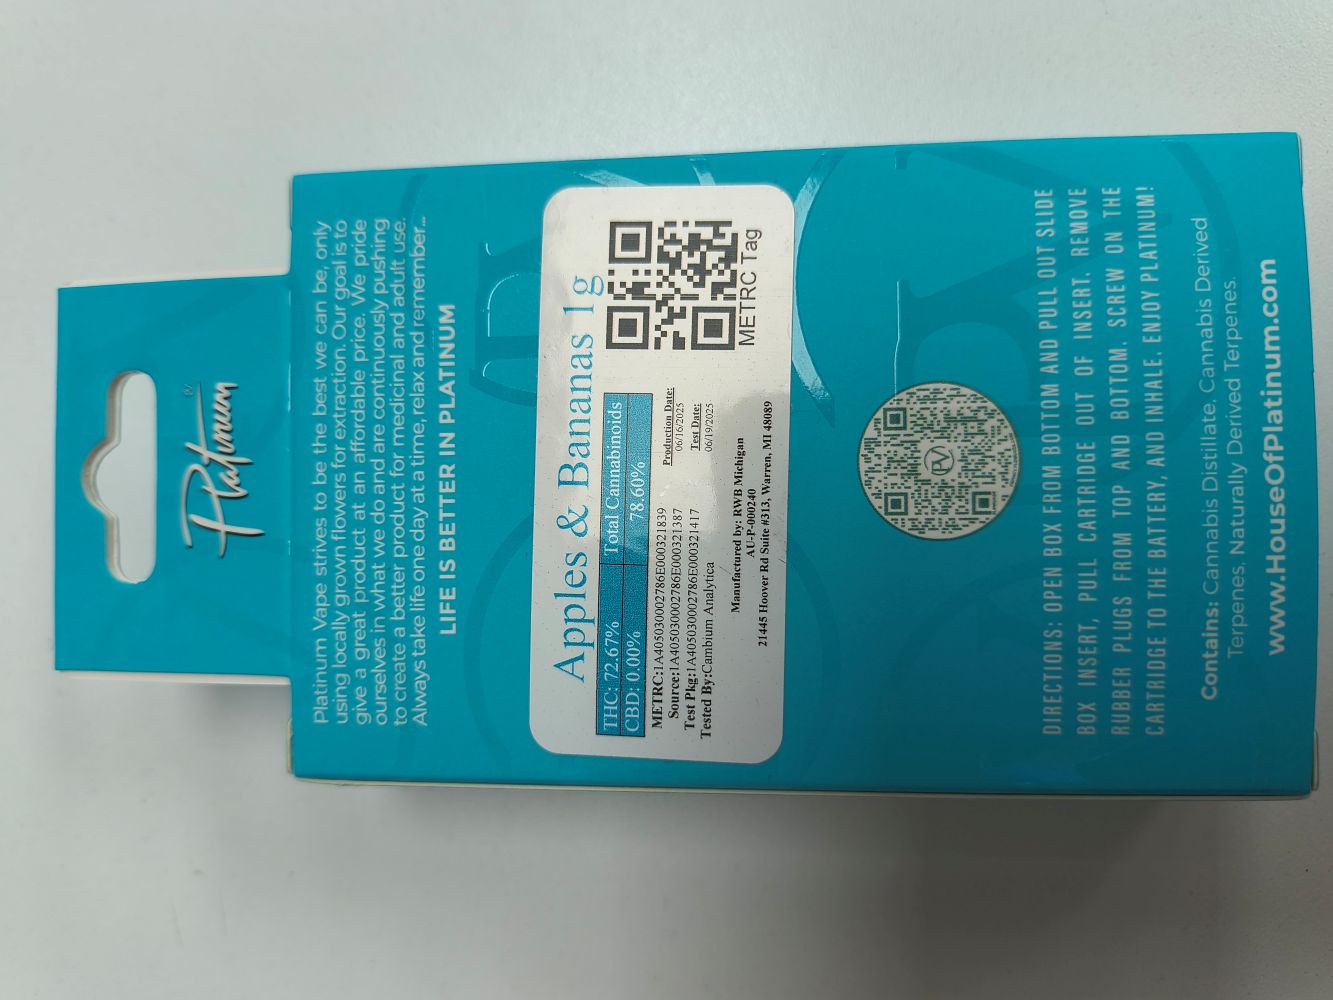 Platinum
Platinum Vape strives to be the best we can be, only
using locally grown flowers for extraction. Our goal is to
give a great product at an affordable price. We pride
ourselves in what we do and are continuously pushing
to create a better product for medicinal and adult use.
Always take life one day at a time, relax and remember...
LIFE IS BETTER IN PLATINUM
Apples & Bananas 1 g
THC: 72.67% Total Cannabinoids
CBD: 0.00% 78.60%
METRC:1A405030002786E000321839
Source:1A405030002786E000321387
Test Pkg:1A405030002786E000321417
Tested By:Cambium Analytica
Production Date:
06/16/2025
Test Date:
06/19/2025
METRC Tag
Manufactured by: RWB Michigan
AU-P-000240
21445 Hoover Rd Suite #313, Warren, MI 48089
PV
DIRECTIONS: OPEN BOX FROM BOTTOM AND PULL OUT SLIDE
BOX INSERT, PULL CARTRIDGE OUT OF INSERT. REMOVE
RUBBER PLUGS FROM TOP AND BOTTOM. SCREW ON THE
CARTRIDGE TO THE BATTERY, AND INHALE. ENJOY PLATINUM!
Contains: Cannabis Distillate, Cannabis Derived
Terpenes, Naturally Derived Terpenes.
www.HouseOfPlatinum.com